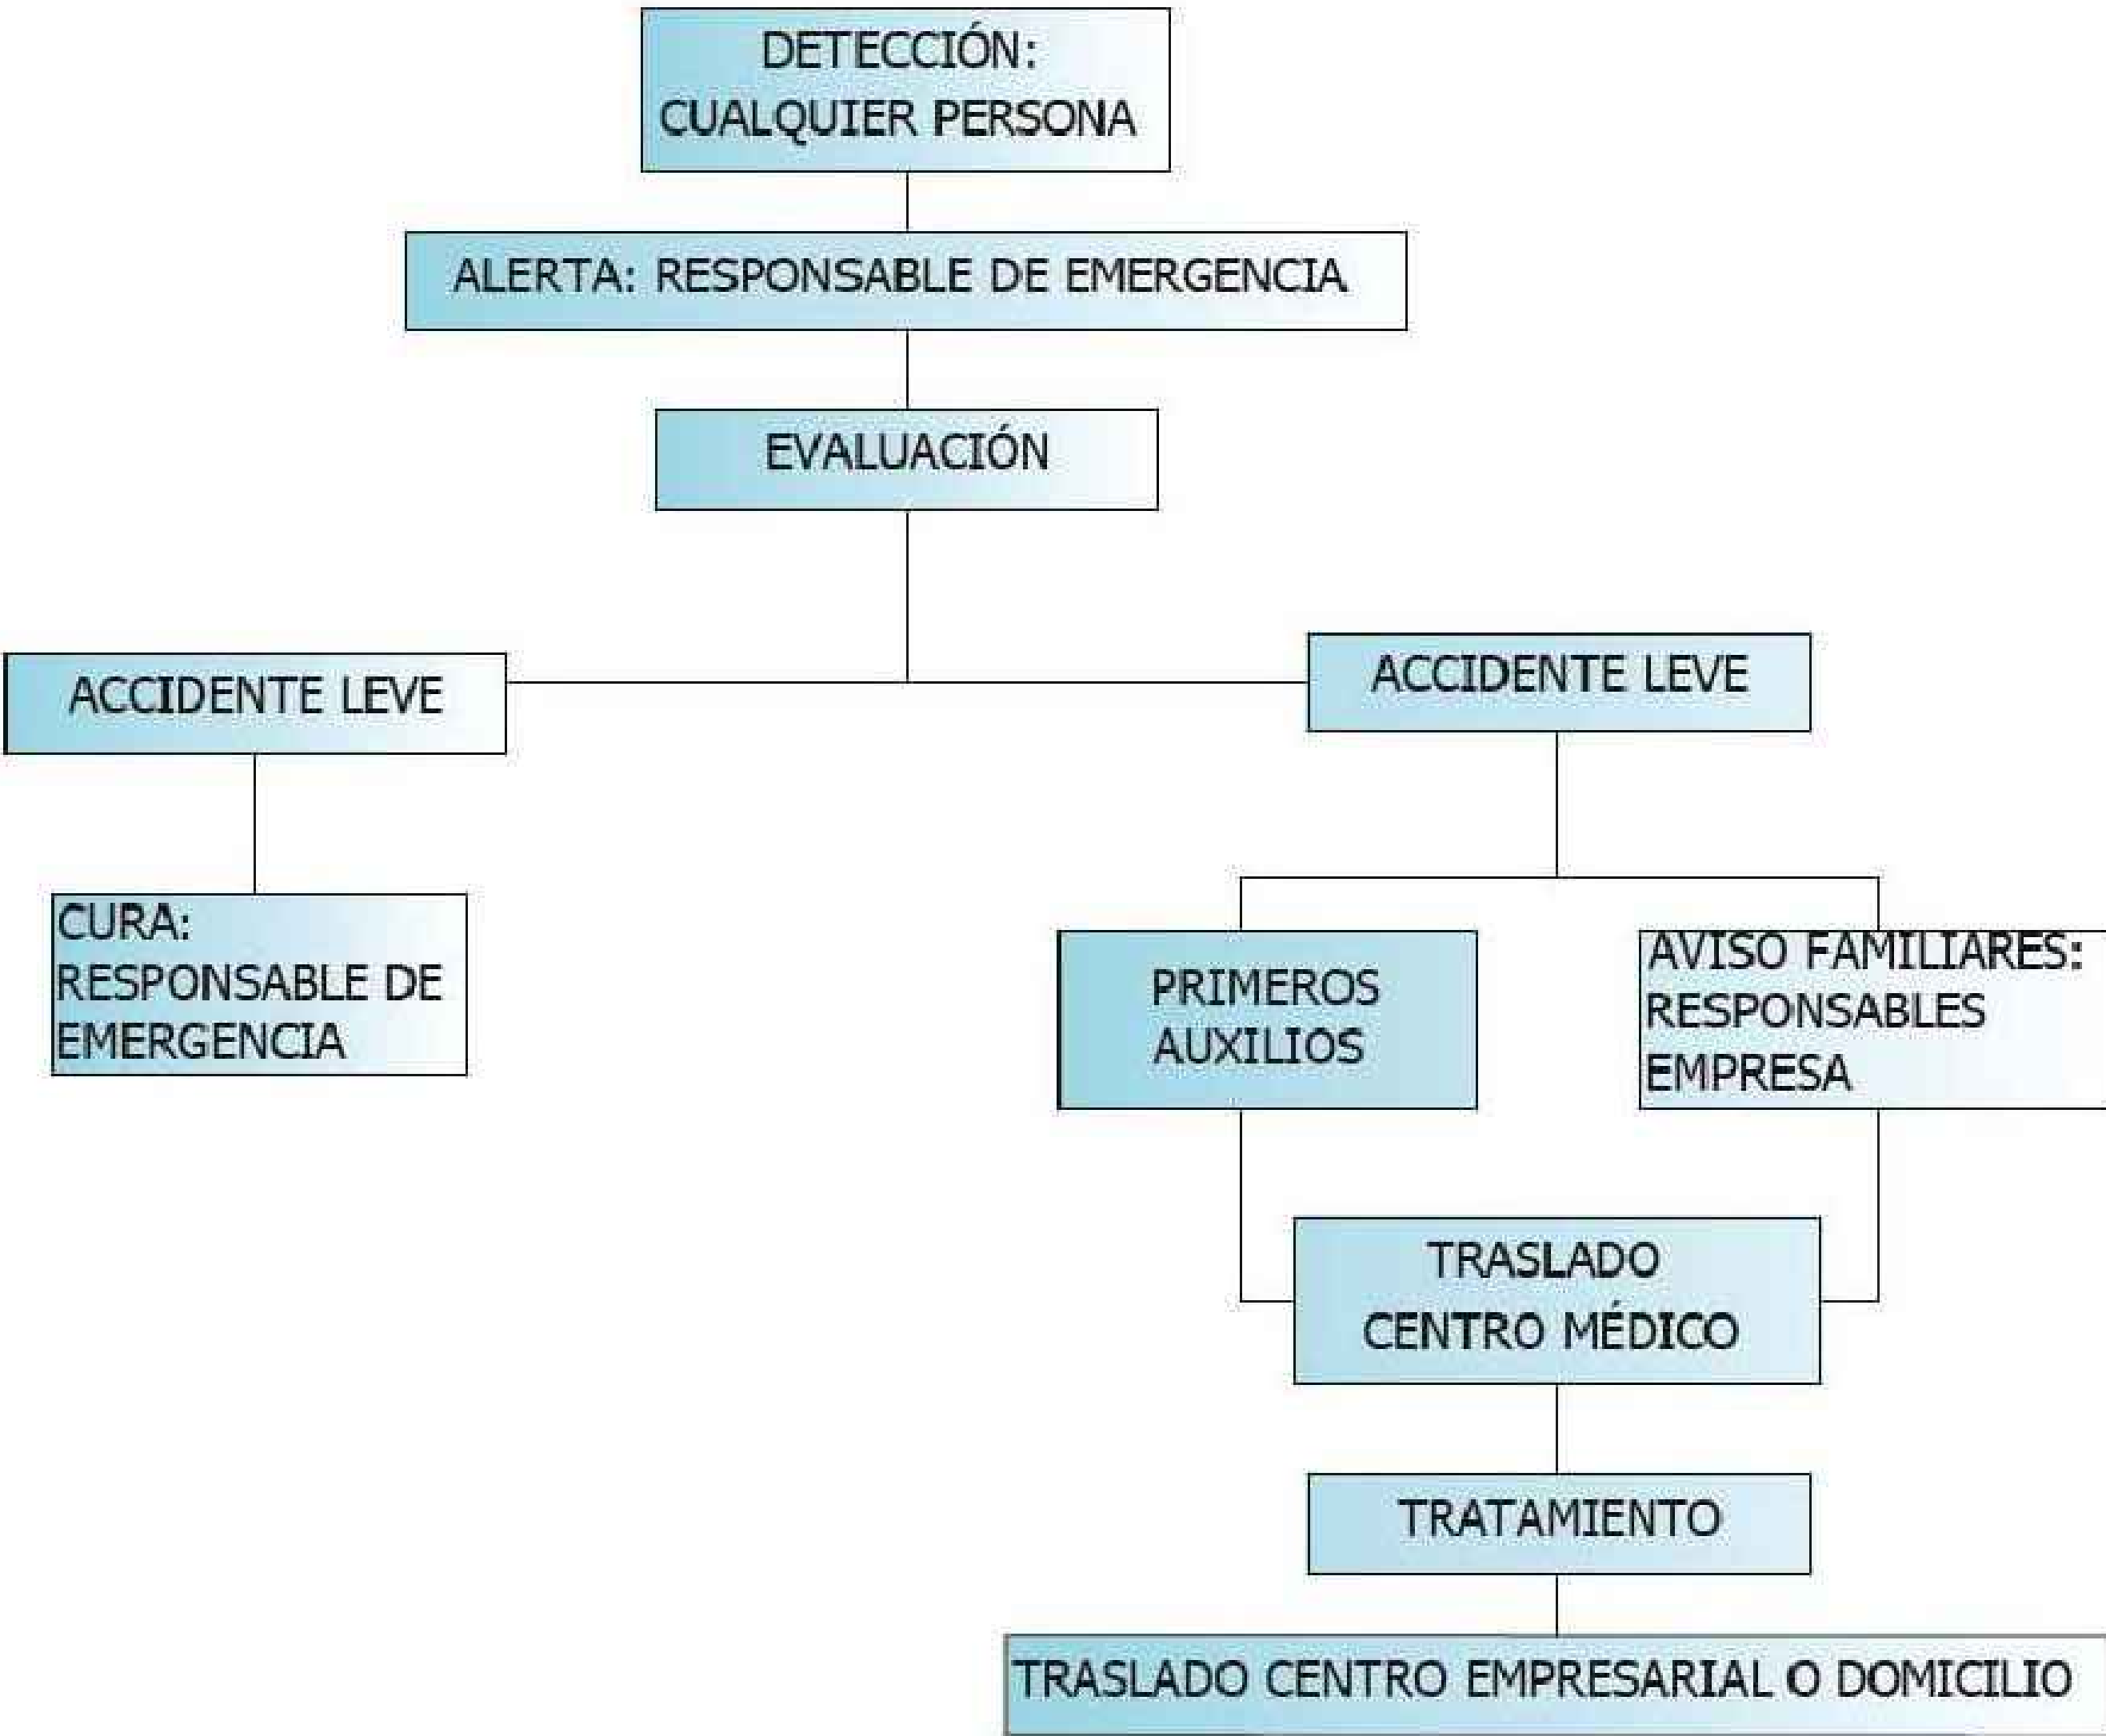 DETECCIÓN:
CUALQUIER PERSONA
ALERTA: RESPONSABLE DE EMERGENCIA
EVALUACIÓN
ACCIDENTE LEVE
ACCIDENTE LEVE
CURA:
RESPONSABLE DE
EMERGENCIA
PRIMEROS
AUXILIOS
AVISO FAMILIARES:
RESPONSABLES
EMPRESA
TRASLADO
CENTRO MÉDICO
TRATAMIENTO
TRASLADO CENTRO EMPRESARIAL O DOMICILIO